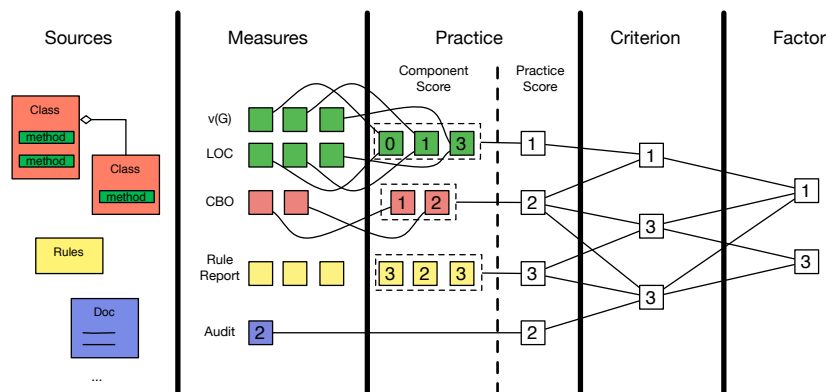 Sources
Measures
Practice
Criterion
Factor
Component
Score
Practice
Score
Class
method
method
Class
method
Rules
Doc
...
v(G)
LOC
CBO
Rule
Report
Audit
2
0 1 3
1 2
3 2 3
1
2
3
2
1
3
3
1
3